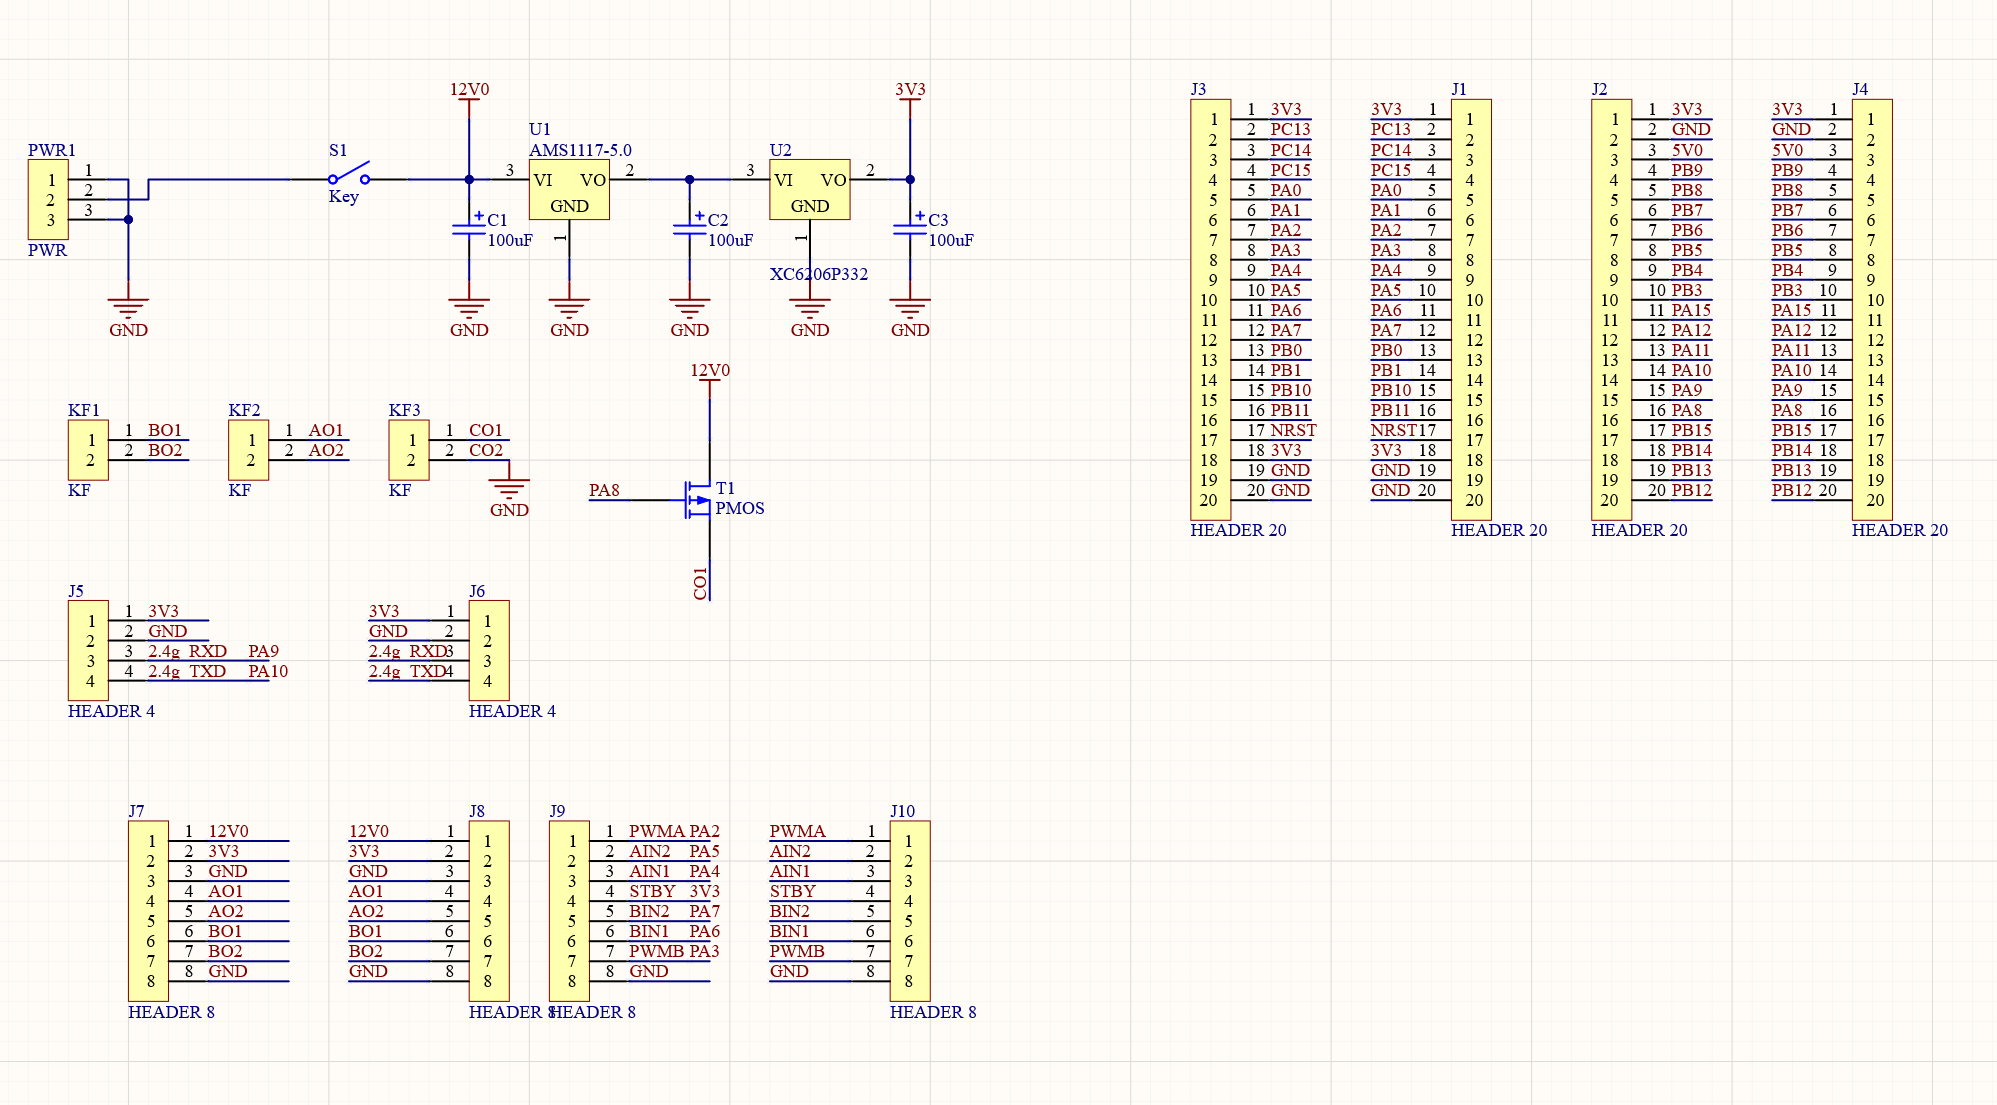 12V0
3V3
PWR1
1 1
2 2
3 3
PWR
GND
S1
Key
C1
100uF
GND
U1
AMS1117-5.0
3 VI VO 2
GND
1
GND
C2
100uF
GND
U2
3 VI VO 2
GND
1
XC6206P332
GND
C3
100uF
GND
KF1
1 1 BO1
2 2 BO2
KF
KF2
1 1 AO1
2 2 AO2
KF
KF3
1 1 CO1
2 2 CO2
KF
GND
12V0
PA8
T1
PMOS
CO1
J3
1 1 3V3
2 2 PC13
3 3 PC14
4 4 PC15
5 5 PA0
6 6 PA1
7 7 PA2
8 8 PA3
9 9 PA4
10 10 PA5
11 11 PA6
12 12 PA7
13 13 PB0
14 14 PB1
15 15 PB10
16 16 PB11
17 17 NRST
18 18 3V3
19 19 GND
20 20 GND
HEADER 20
J1
3V3 1 1
PC13 2 2
PC14 3 3
PC15 4 4
PA0 5 5
PA1 6 6
PA2 7 7
PA3 8 8
PA4 9 9
PA5 10 10
PA6 11 11
PA7 12 12
PB0 13 13
PB1 14 14
PB10 15 15
PB11 16 16
NRST 17 17
3V3 18 18
GND 19 19
GND 20 20
HEADER 20
J2
1 1 3V3
2 2 GND
3 3 5V0
4 4 PB9
5 5 PB8
6 6 PB7
7 7 PB6
8 8 PB5
9 9 PB4
10 10 PB3
11 11 PA15
12 12 PA12
13 13 PA11
14 14 PA10
15 15 PA9
16 16 PA8
17 17 PB15
18 18 PB14
19 19 PB13
20 20 PB12
HEADER 20
J4
3V3 1 1
GND 2 2
5V0 3 3
PB9 4 4
PB8 5 5
PB7 6 6
PB6 7 7
PB5 8 8
PB4 9 9
PB3 10 10
PA15 11 11
PA12 12 12
PA11 13 13
PA10 14 14
PA9 15 15
PA8 16 16
PB15 17 17
PB14 18 18
PB13 19 19
PB12 20 20
HEADER 20
J5
1 1 3V3
2 2 GND
3 3 2.4g_RXD PA9
4 4 2.4g_TXD PA10
HEADER 4
J6
3V3 1 1
GND 2 2
2.4g_RXD 3 3
2.4g_TXD 4 4
HEADER 4
J7
1 1 12V0
2 2 3V3
3 3 GND
4 4 AO1
5 5 AO2
6 6 BO1
7 7 BO2
8 8 GND
HEADER 8
J8
12V0 1 1
3V3 2 2
GND 3 3
AO1 4 4
AO2 5 5
BO1 6 6
BO2 7 7
GND 8 8
HEADER 8
J9
1 1 PWMA PA2
2 2 AIN2 PA5
3 3 AIN1 PA4
4 4 STBY 3V3
5 5 BIN2 PA7
6 6 BIN1 PA6
7 7 PWMB PA3
8 8 GND
HEADER 8
J10
PWMA 1 1
AIN2 2 2
AIN1 3 3
STBY 4 4
BIN2 5 5
BIN1 6 6
PWMB 7 7
GND 8 8
HEADER 8